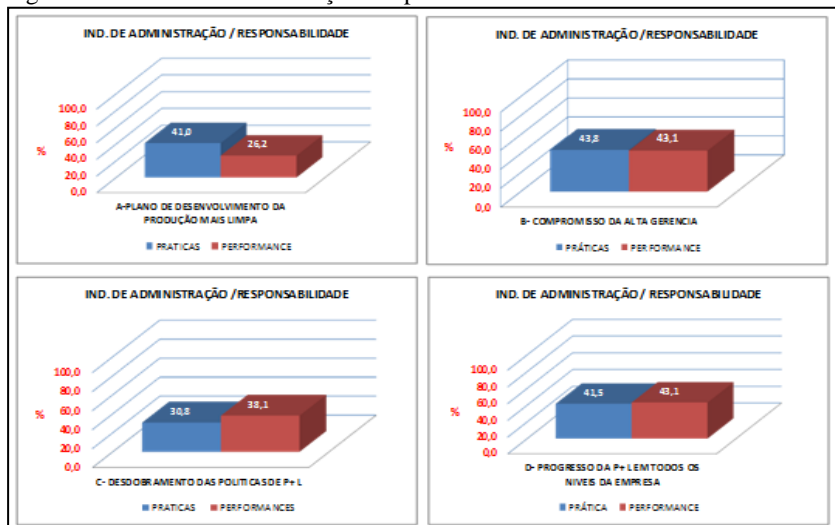 IND. DE ADMINISTRAÇÃO / RESPONSABILIDADE
100,0
80,0
60,0
40,0
20,0
0,0
%
41,0
26,2
A-PLANO DE DESENVOLVIMENTO DA
PRODUÇÃO MAIS LIMPA
PRATICAS PERFORMANCE
IND. DE ADMINISTRAÇÃO /RESPONSABILIDADE
100,0
80,0
60,0
40,0
20,0
0,0
%
43,8
43,1
B- COMPROMISSO DA ALTA GERENCIA
PRÁTICAS PERFORMANCE
IND. DE ADMINISTRAÇÃO /RESPONSABILIDADE
100,0
80,0
60,0
40,0
20,0
0,0
%
30,8
38,1
C- DESDOBRAMENTO DAS POLITICAS DE P+ L
PRATICAS PERFORMANCES
IND. DE ADMINISTRAÇÃO / RESPONSABILIDADE
100,0
80,0
60,0
40,0
20,0
0,0
%
41,5
43,1
D- PROGRESSO DA P+ L EM TODOS OS
NIVEIS DA EMPRESA
PRÁTICA PERFORMANCE